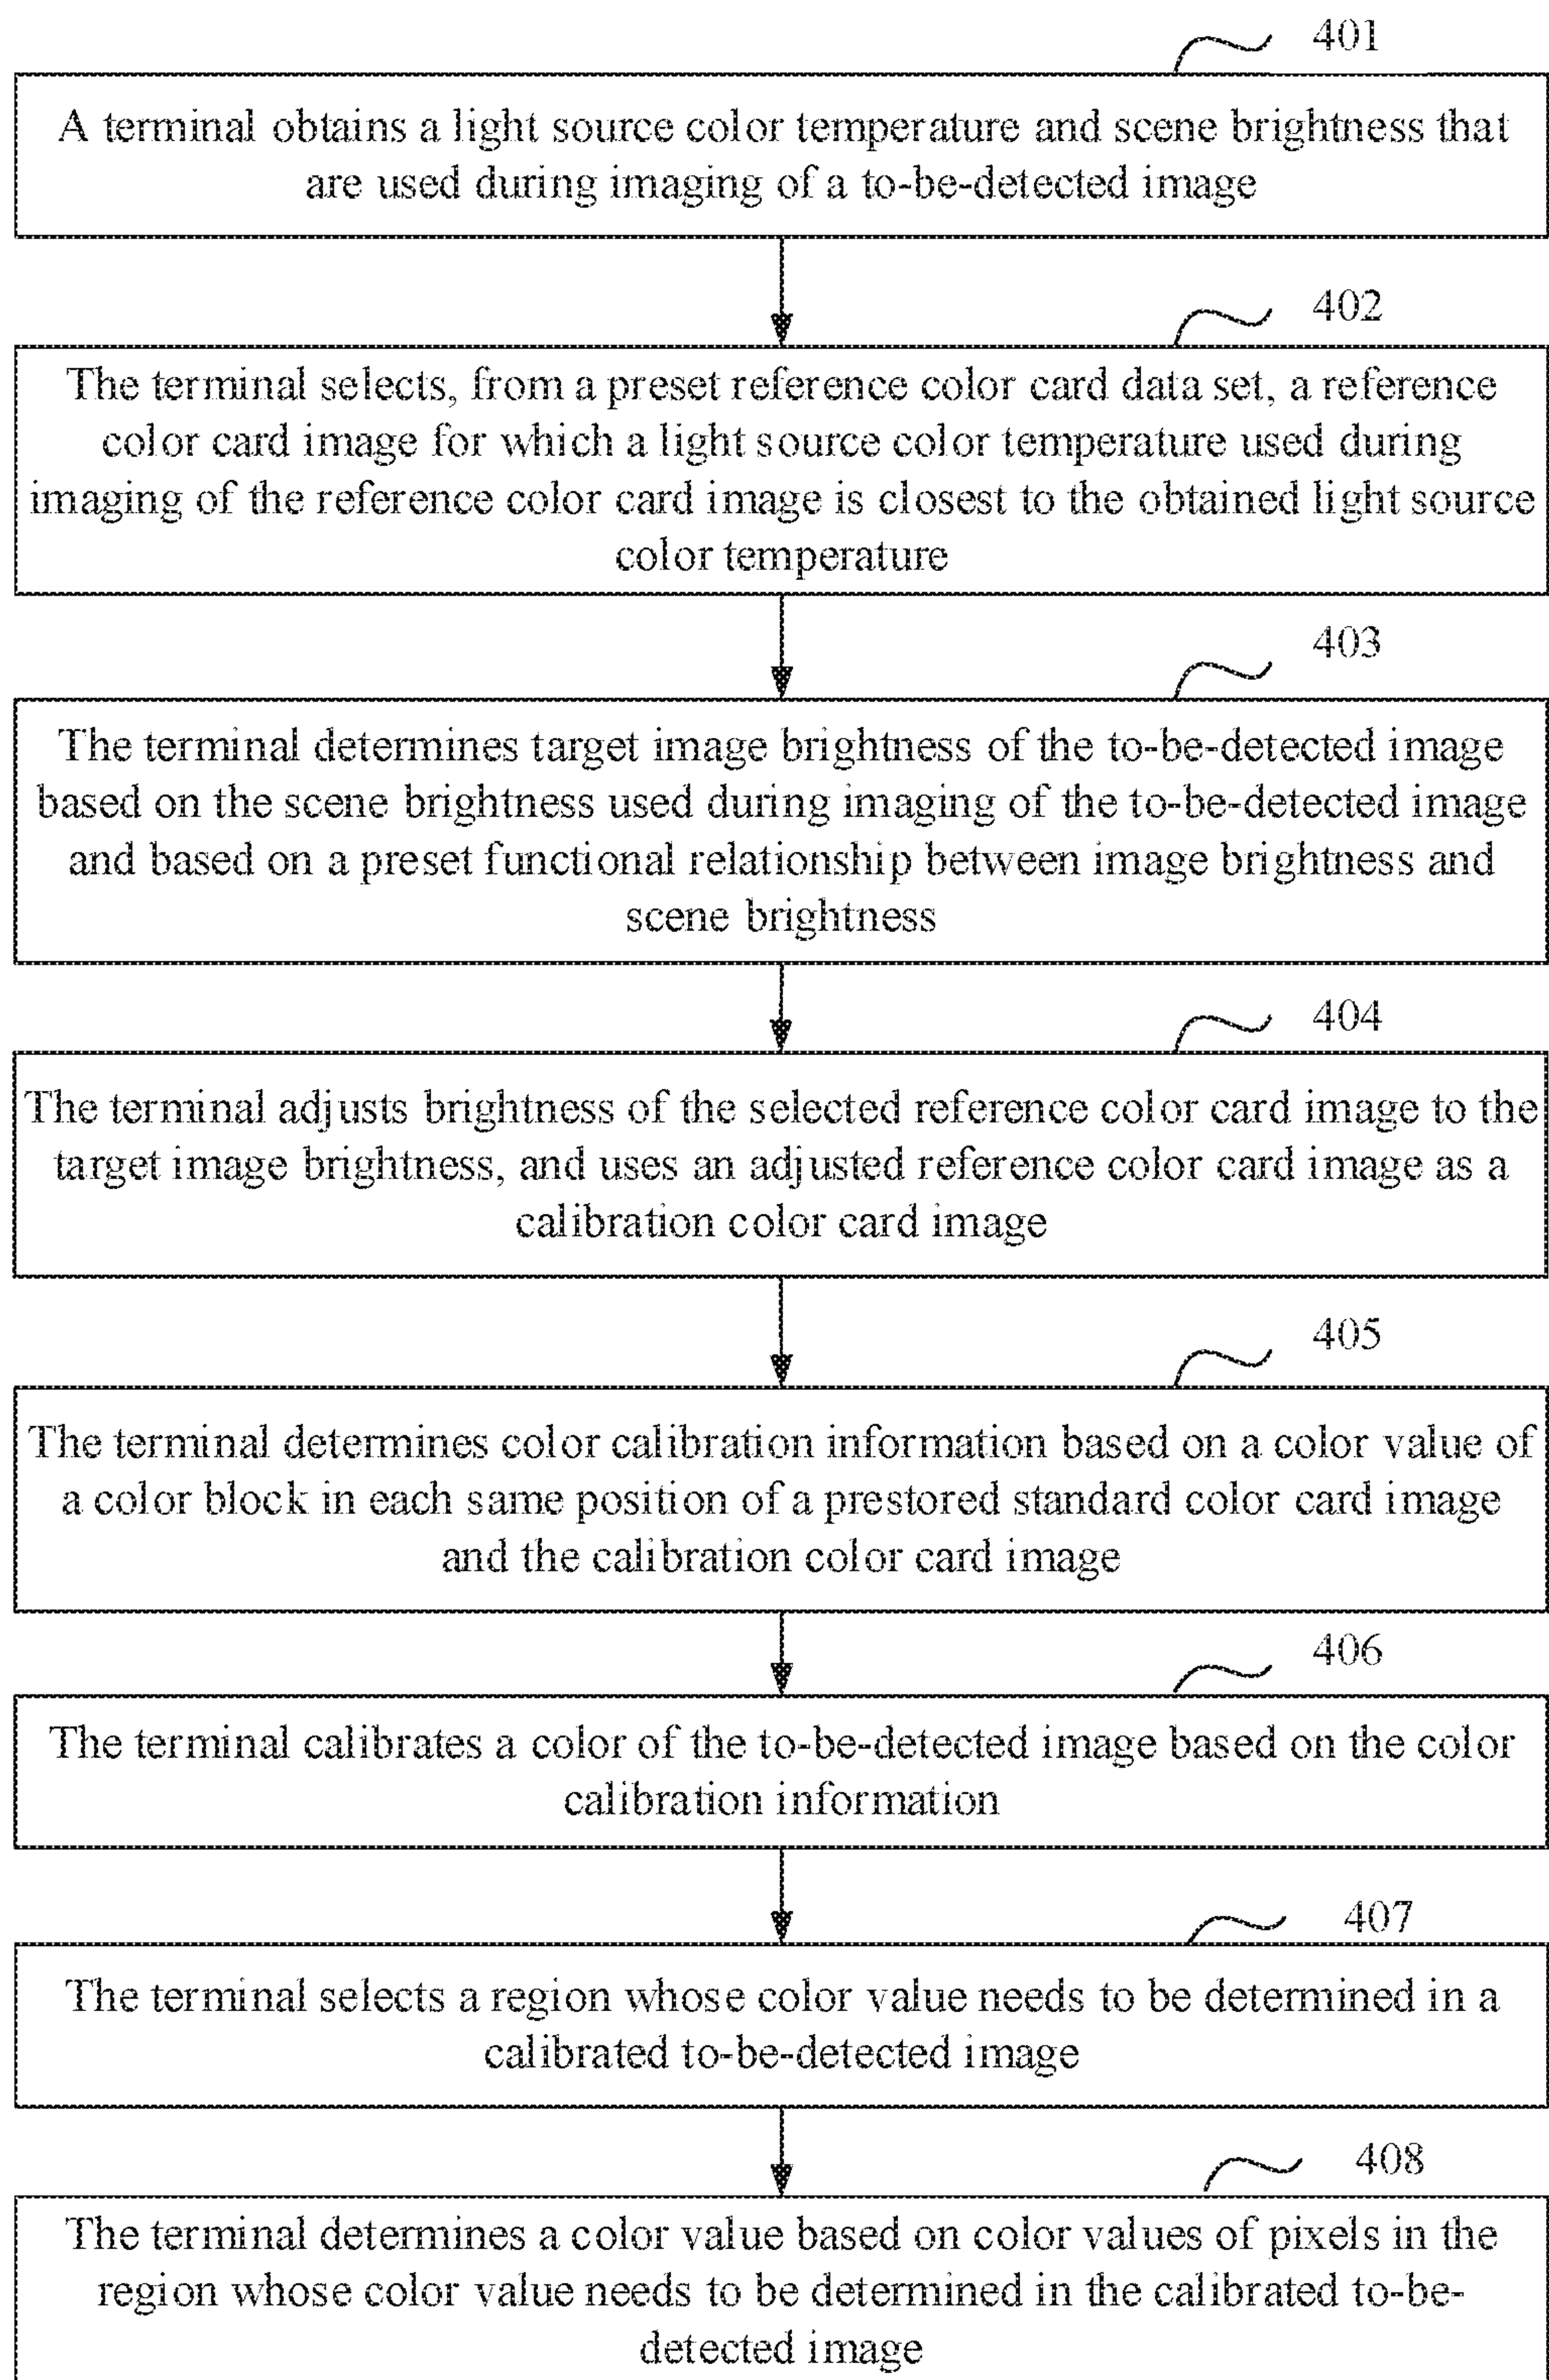 401
A terminal obtains a light source color temperature and scene brightness that
are used during imaging of a to-be-detected image
402
The terminal selects, from a preset reference color card data set, a reference
color card image for which a light source color temperature used during
imaging of the reference color card image is closest to the obtained light source
color temperature
403
The terminal determines target image brightness of the to-be-detected image
based on the scene brightness used during imaging of the to-be-detected image
and based on a preset functional relationship between image brightness and
scene brightness
404
The terminal adjusts brightness of the selected reference color card image to the
target image brightness, and uses an adjusted reference color card image as a
calibration color card image
405
The terminal determines color calibration information based on a color value of
a color block in each same position of a prestored standard color card image
and the calibration color card image
406
The terminal calibrates a color of the to-be-detected image based on the color
calibration information
407
The terminal selects a region whose color value needs to be determined in a
calibrated to-be-detected image
408
The terminal determines a color value based on color values of pixels in the
region whose color value needs to be determined in the calibrated to-be-
detected image